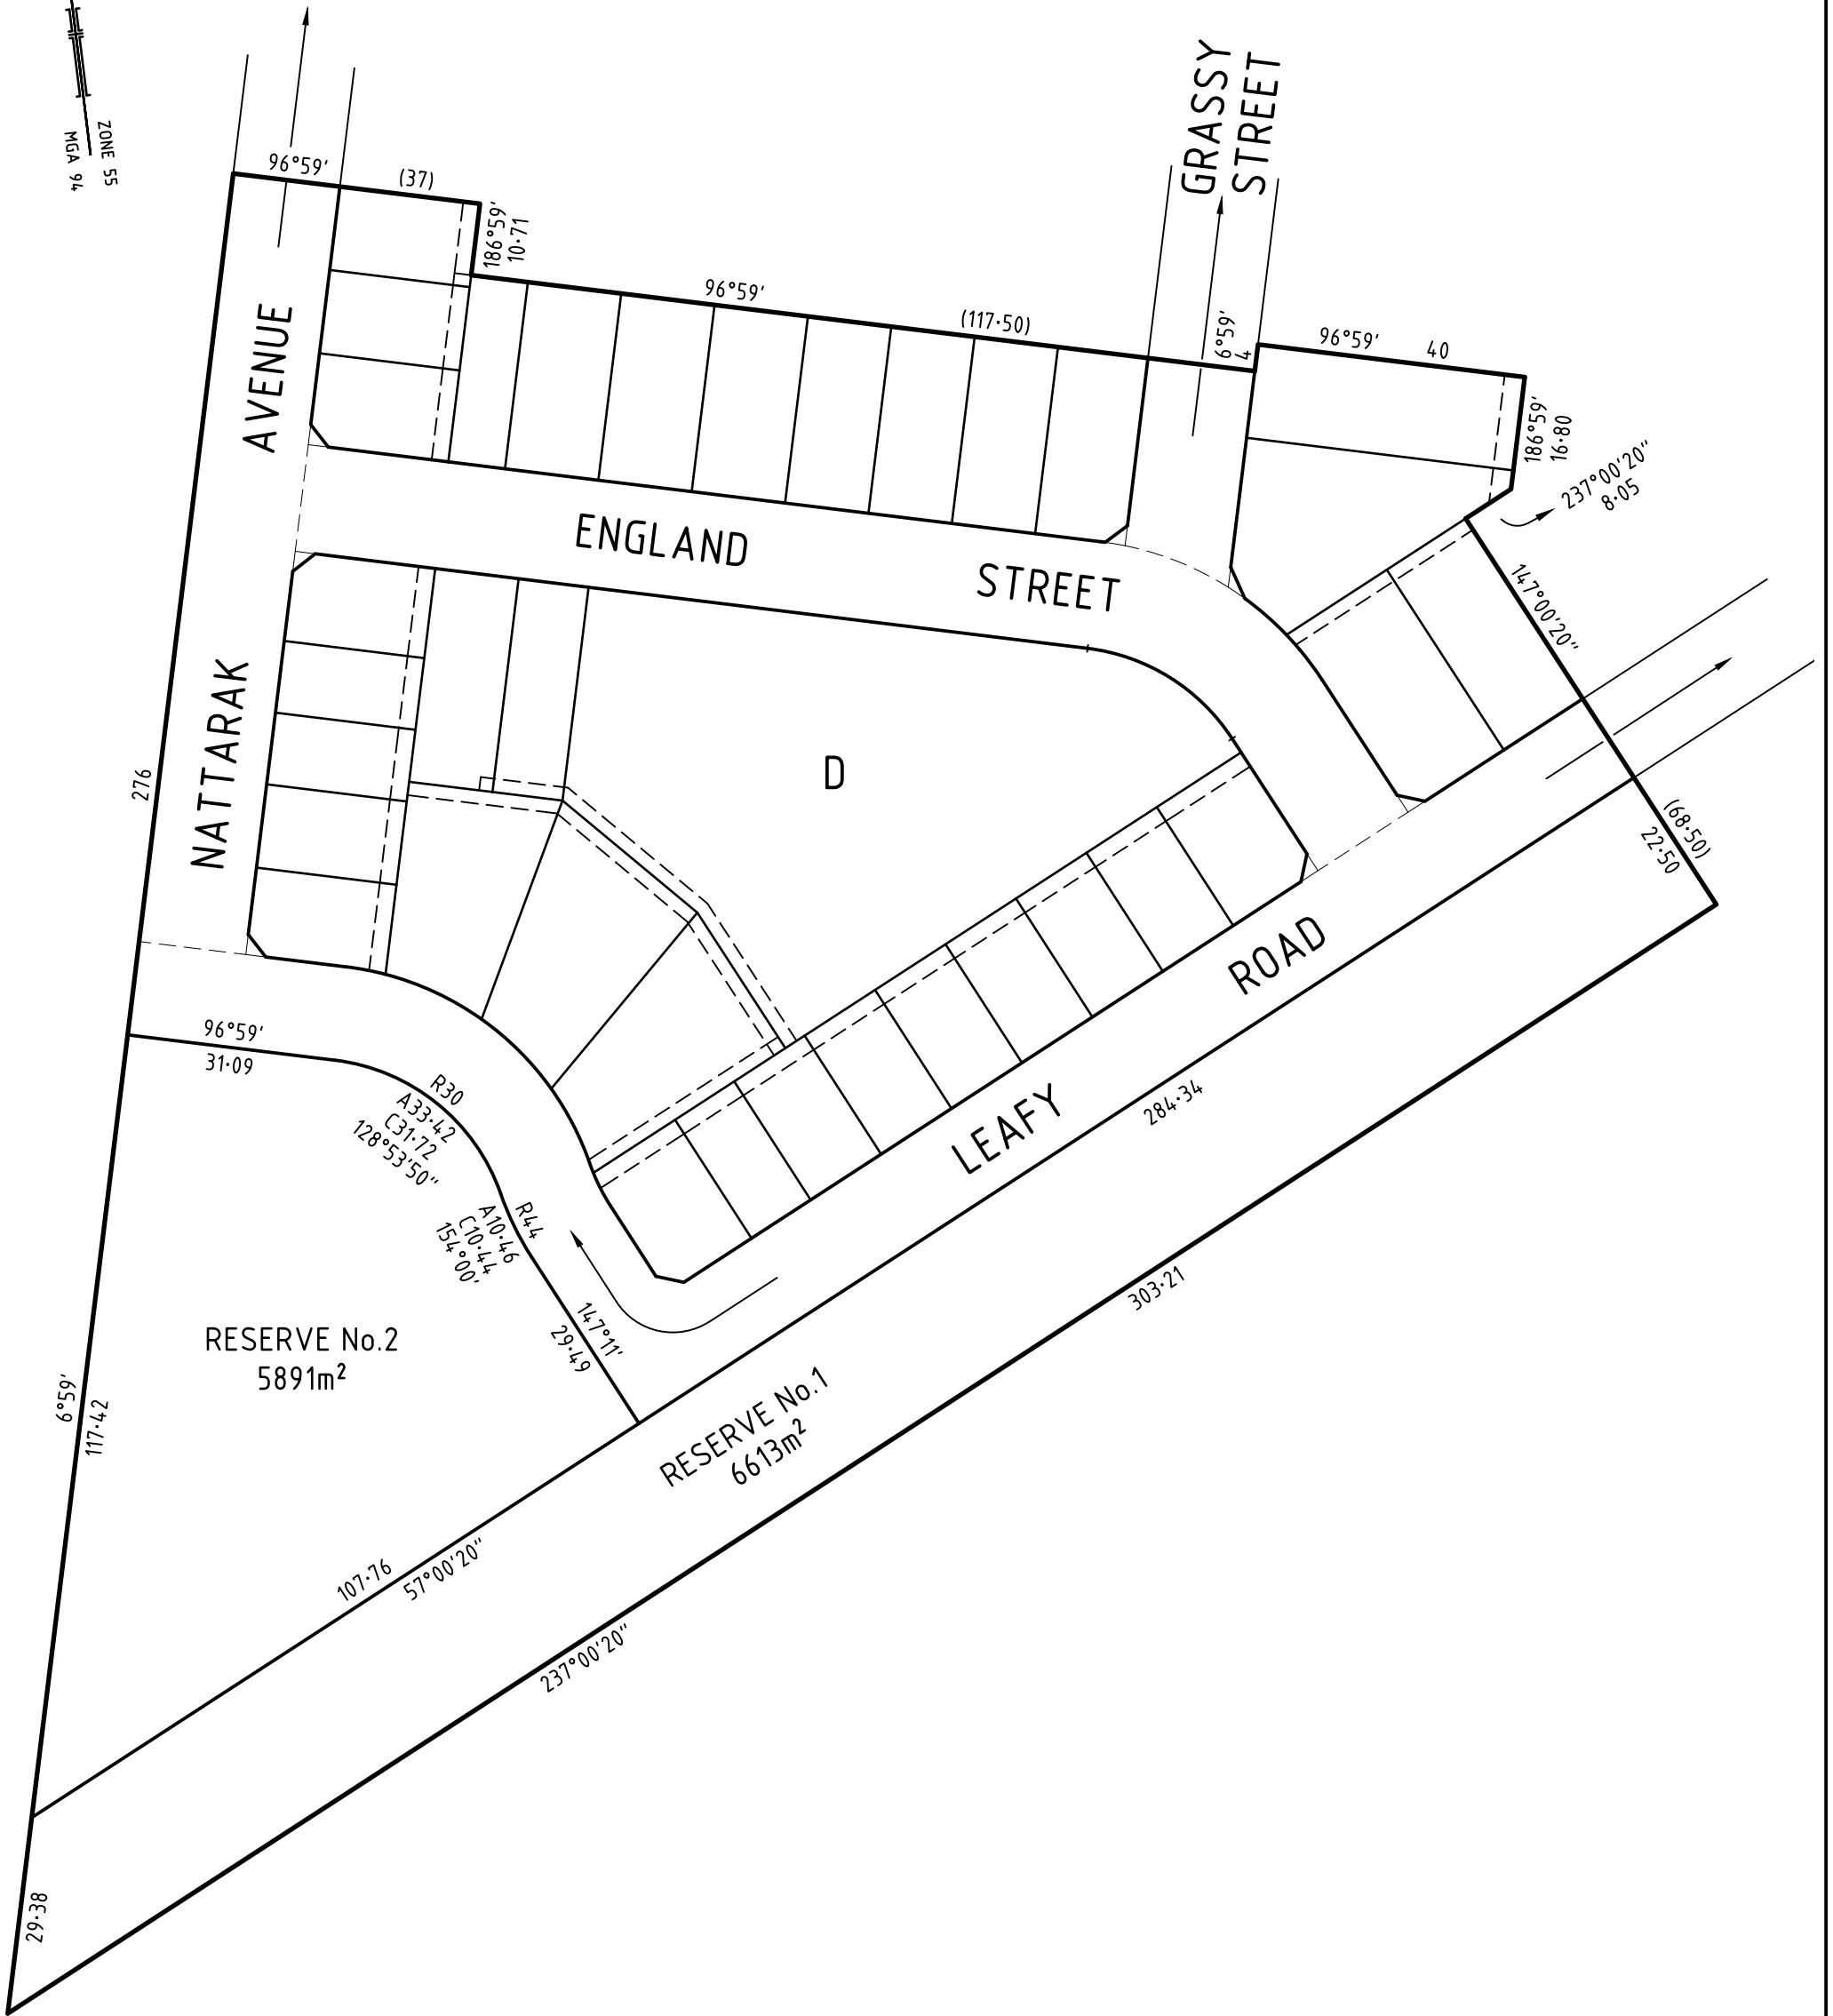 ZONE 55
MGA 94
GRASSY
STREET
96°59'
(37)
186°59'
10·71
96°59'
(117·50)
6°59'
4
96°59'
40
186°59'
16·80
237°00'20"
8·05
147°00'20"
(68·50)
22·50
AVENUE
NATTARAK
ENGLAND
STREET
D
276
96°59'
31·09
R30
A33·42
C31·72
128°53'50"
R44
A10·46
C10·44
154°00'
147°11'
29·49
LEAFY
ROAD
284·34
303·21
RESERVE No.2
5891m²
RESERVE No.1
6613m²
6°59'
117·42
107·76
57°00'20"
237°00'20"
29·38